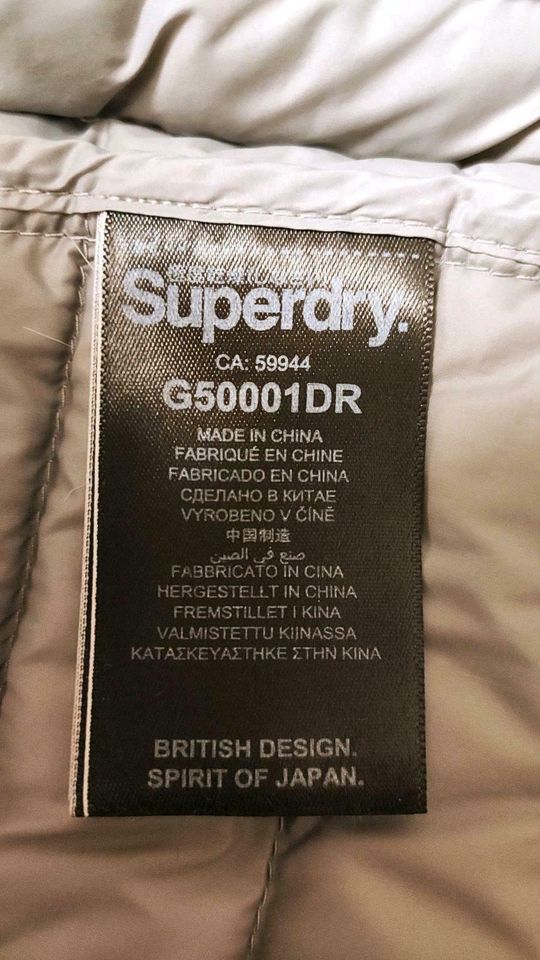 Superdry.
CA: 59944
G50001DR
MADE IN CHINA
FABRIQUÉ EN CHINE
FABRICADO EN CHINA
СДЕЛАНО В КИТАЕ
VYROBENO V ČÍNĚ
中国制造
صنع في الصين
FABBRICATO IN CINA
HERGESTELLT IN CHINA
FREMSTILLET I KINA
VALMISTETTU KIINASSA
ΚΑΤΑΣΚΕΥΑΣΤΗΚΕ ΣΤΗΝ ΚΙΝΑ
BRITISH DESIGN.
SPIRIT OF JAPAN.